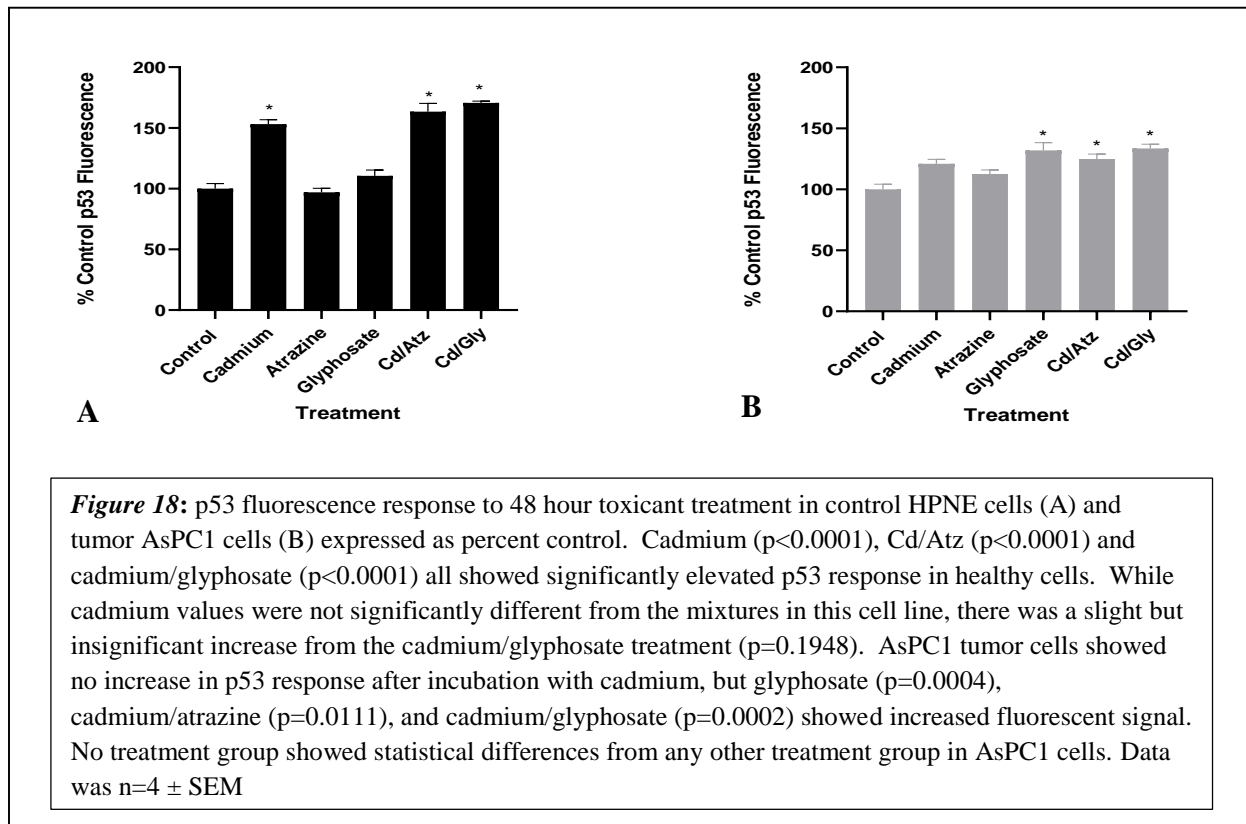 200
150
100
50
0
% Control p53 Fluorescence
*
*
*
Control
Cadmium
Atrazine
Glyphosate
Cd/Atz
Cd/Gly
Treatment
A
200
150
100
50
0
% Control p53 Fluorescence
*
*
*
Control
Cadmium
Atrazine
Glyphosate
Cd/Atz
Cd/Gly
Treatment
B
Figure 18: p53 fluorescence response to 48 hour toxicant treatment in control HPNE cells (A) and
tumor AsPC1 cells (B) expressed as percent control. Cadmium (p<0.0001), Cd/Atz (p<0.0001) and
cadmium/glyphosate (p<0.0001) all showed significantly elevated p53 response in healthy cells. While
cadmium values were not significantly different from the mixtures in this cell line, there was a slight but
insignificant increase from the cadmium/glyphosate treatment (p=0.1948). AsPC1 tumor cells showed
no increase in p53 response after incubation with cadmium, but glyphosate (p=0.0004),
cadmium/atrazine (p=0.0111), and cadmium/glyphosate (p=0.0002) showed increased fluorescent signal.
No treatment group showed statistical differences from any other treatment group in AsPC1 cells. Data
was n=4 ± SEM